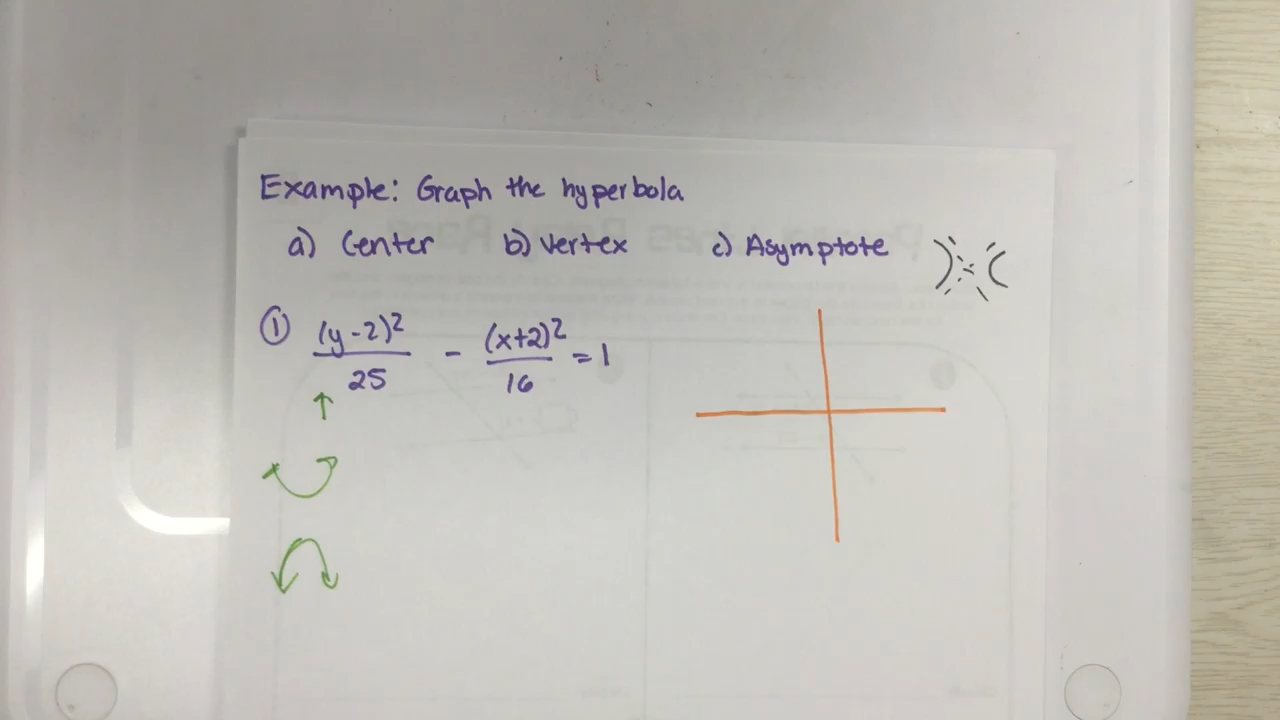 Example: Graph the hyperbola
a) Center b) Vertex c) Asymptote
① (y-2)²/25 - (x+2)²/16 = 1